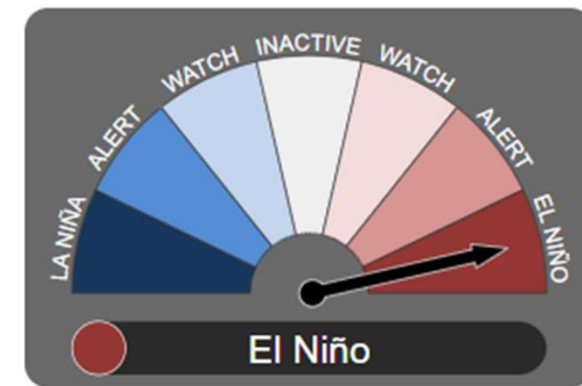 LA NIÑA
ALERT
WATCH
INACTIVE
WATCH
ALERT
EL NIÑO
El Niño